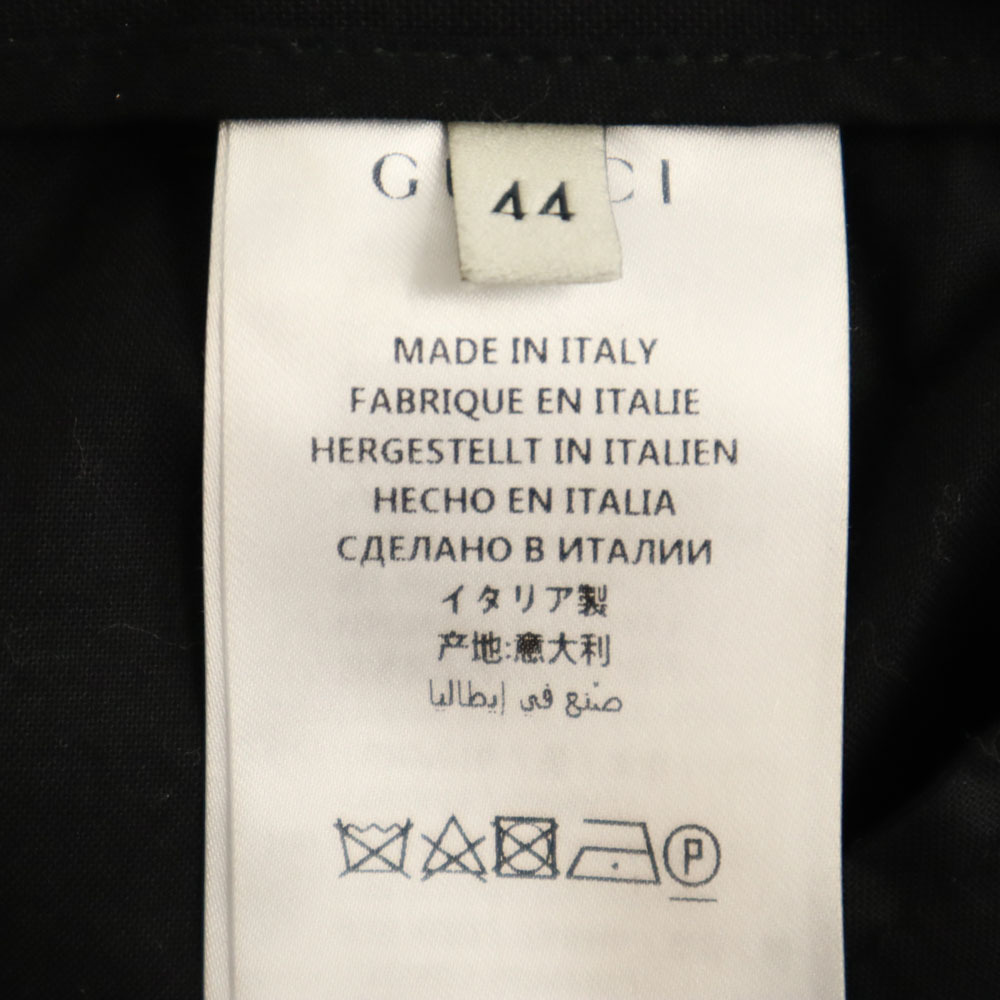 44
MADE IN ITALY
FABRIQUE EN ITALIE
HERGESTELLT IN ITALIEN
HECHO EN ITALIA
СДЕЛАНО В ИТАЛИИ
イタリア製
产地:意大利
صنع في إيطاليا
P